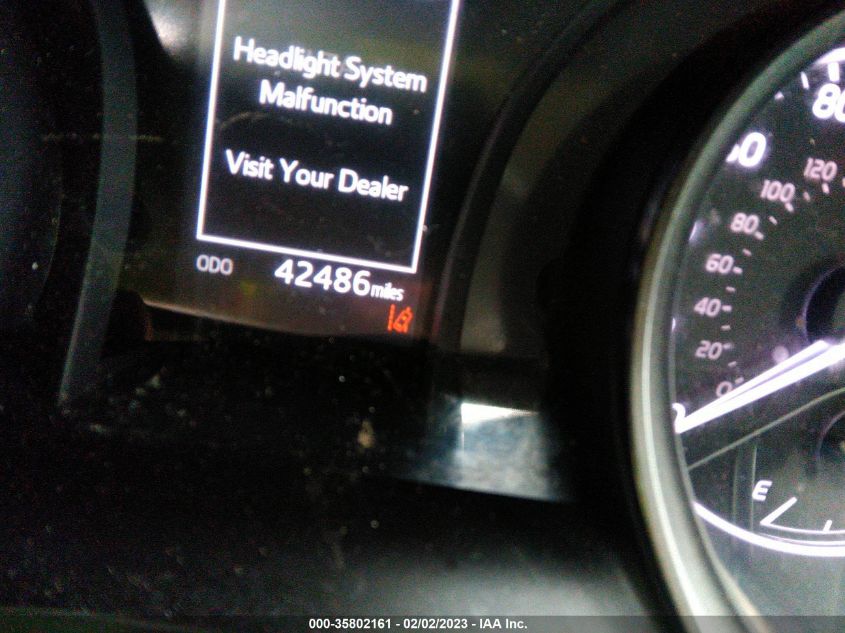 Headlight System
Malfunction
Visit Your Dealer
ODO 42486 miles
80
120
100
80
60
40
20
0
E
000-35802161 - 02/02/2023 - IAA Inc.